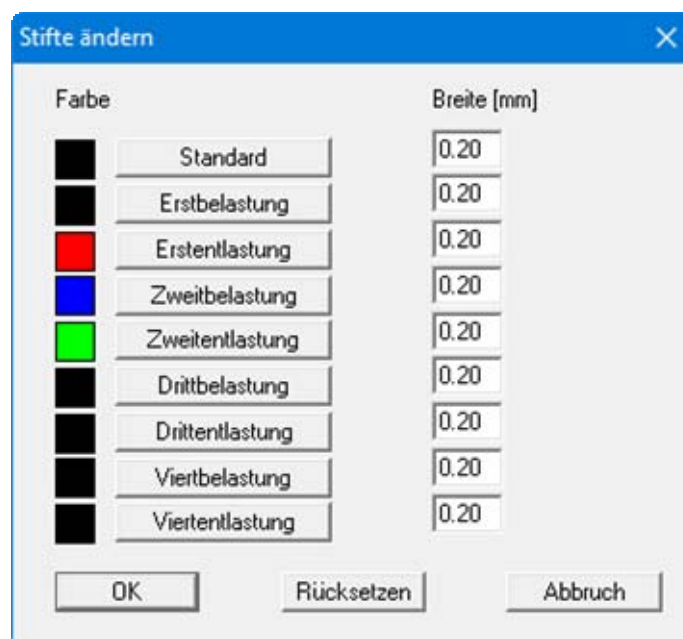 Stifte ändern
Farbe Breite [mm]
Standard 0.20
Erstbelastung 0.20
Erstentlastung 0.20
Zweitbelastung 0.20
Zweitentlastung 0.20
Drittbelastung 0.20
Drittentlastung 0.20
Viertbelastung 0.20
Viertentlastung 0.20
OK Rücksetzen Abbruch